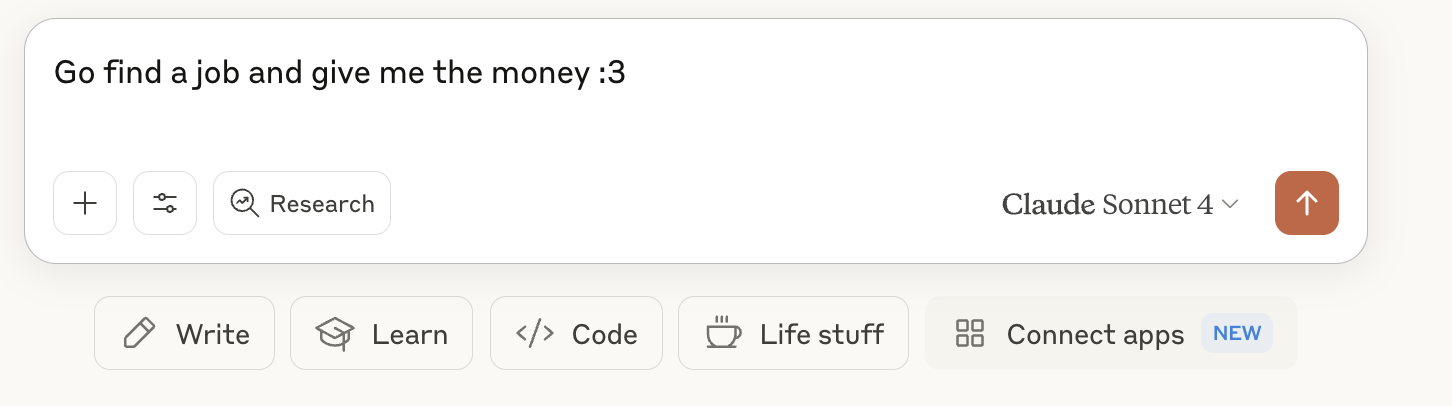 Go find a job and give me the money :3
Research
Claude Sonnet 4
Write
Learn
Code
Life stuff
Connect apps NEW